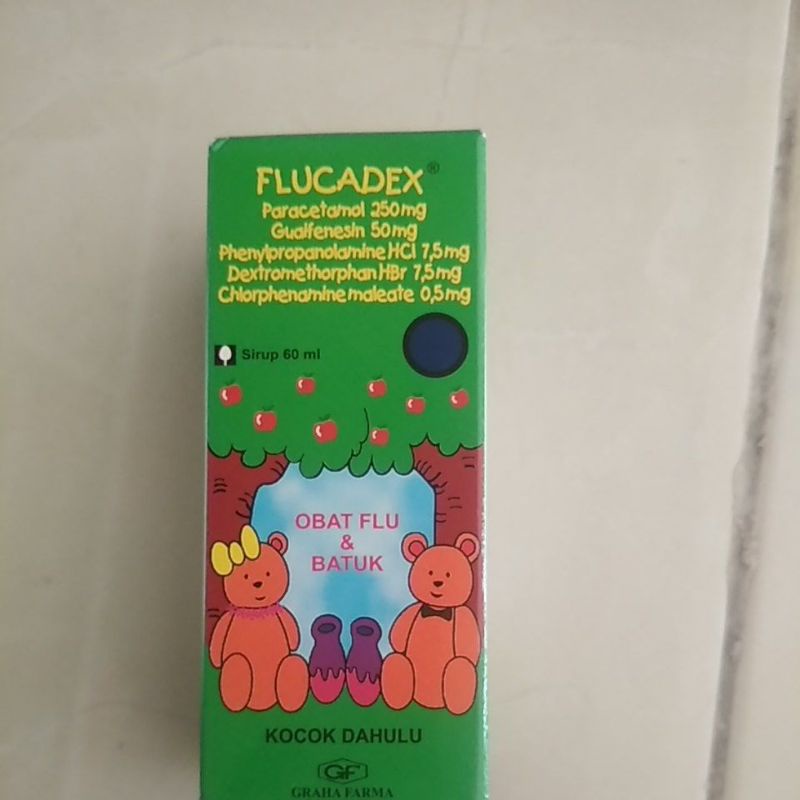 FLUCADEX®
Paracetamol 250mg
Guaifenesin 50mg
Phenylpropanolamine HCl 7,5mg
Dextromethorphan HBr 7,5mg
Chlorphenamine maleate 0,5mg
Sirup 60 ml
OBAT FLU
&
BATUK
KOCOK DAHULU
GF
GRAHA FARMA